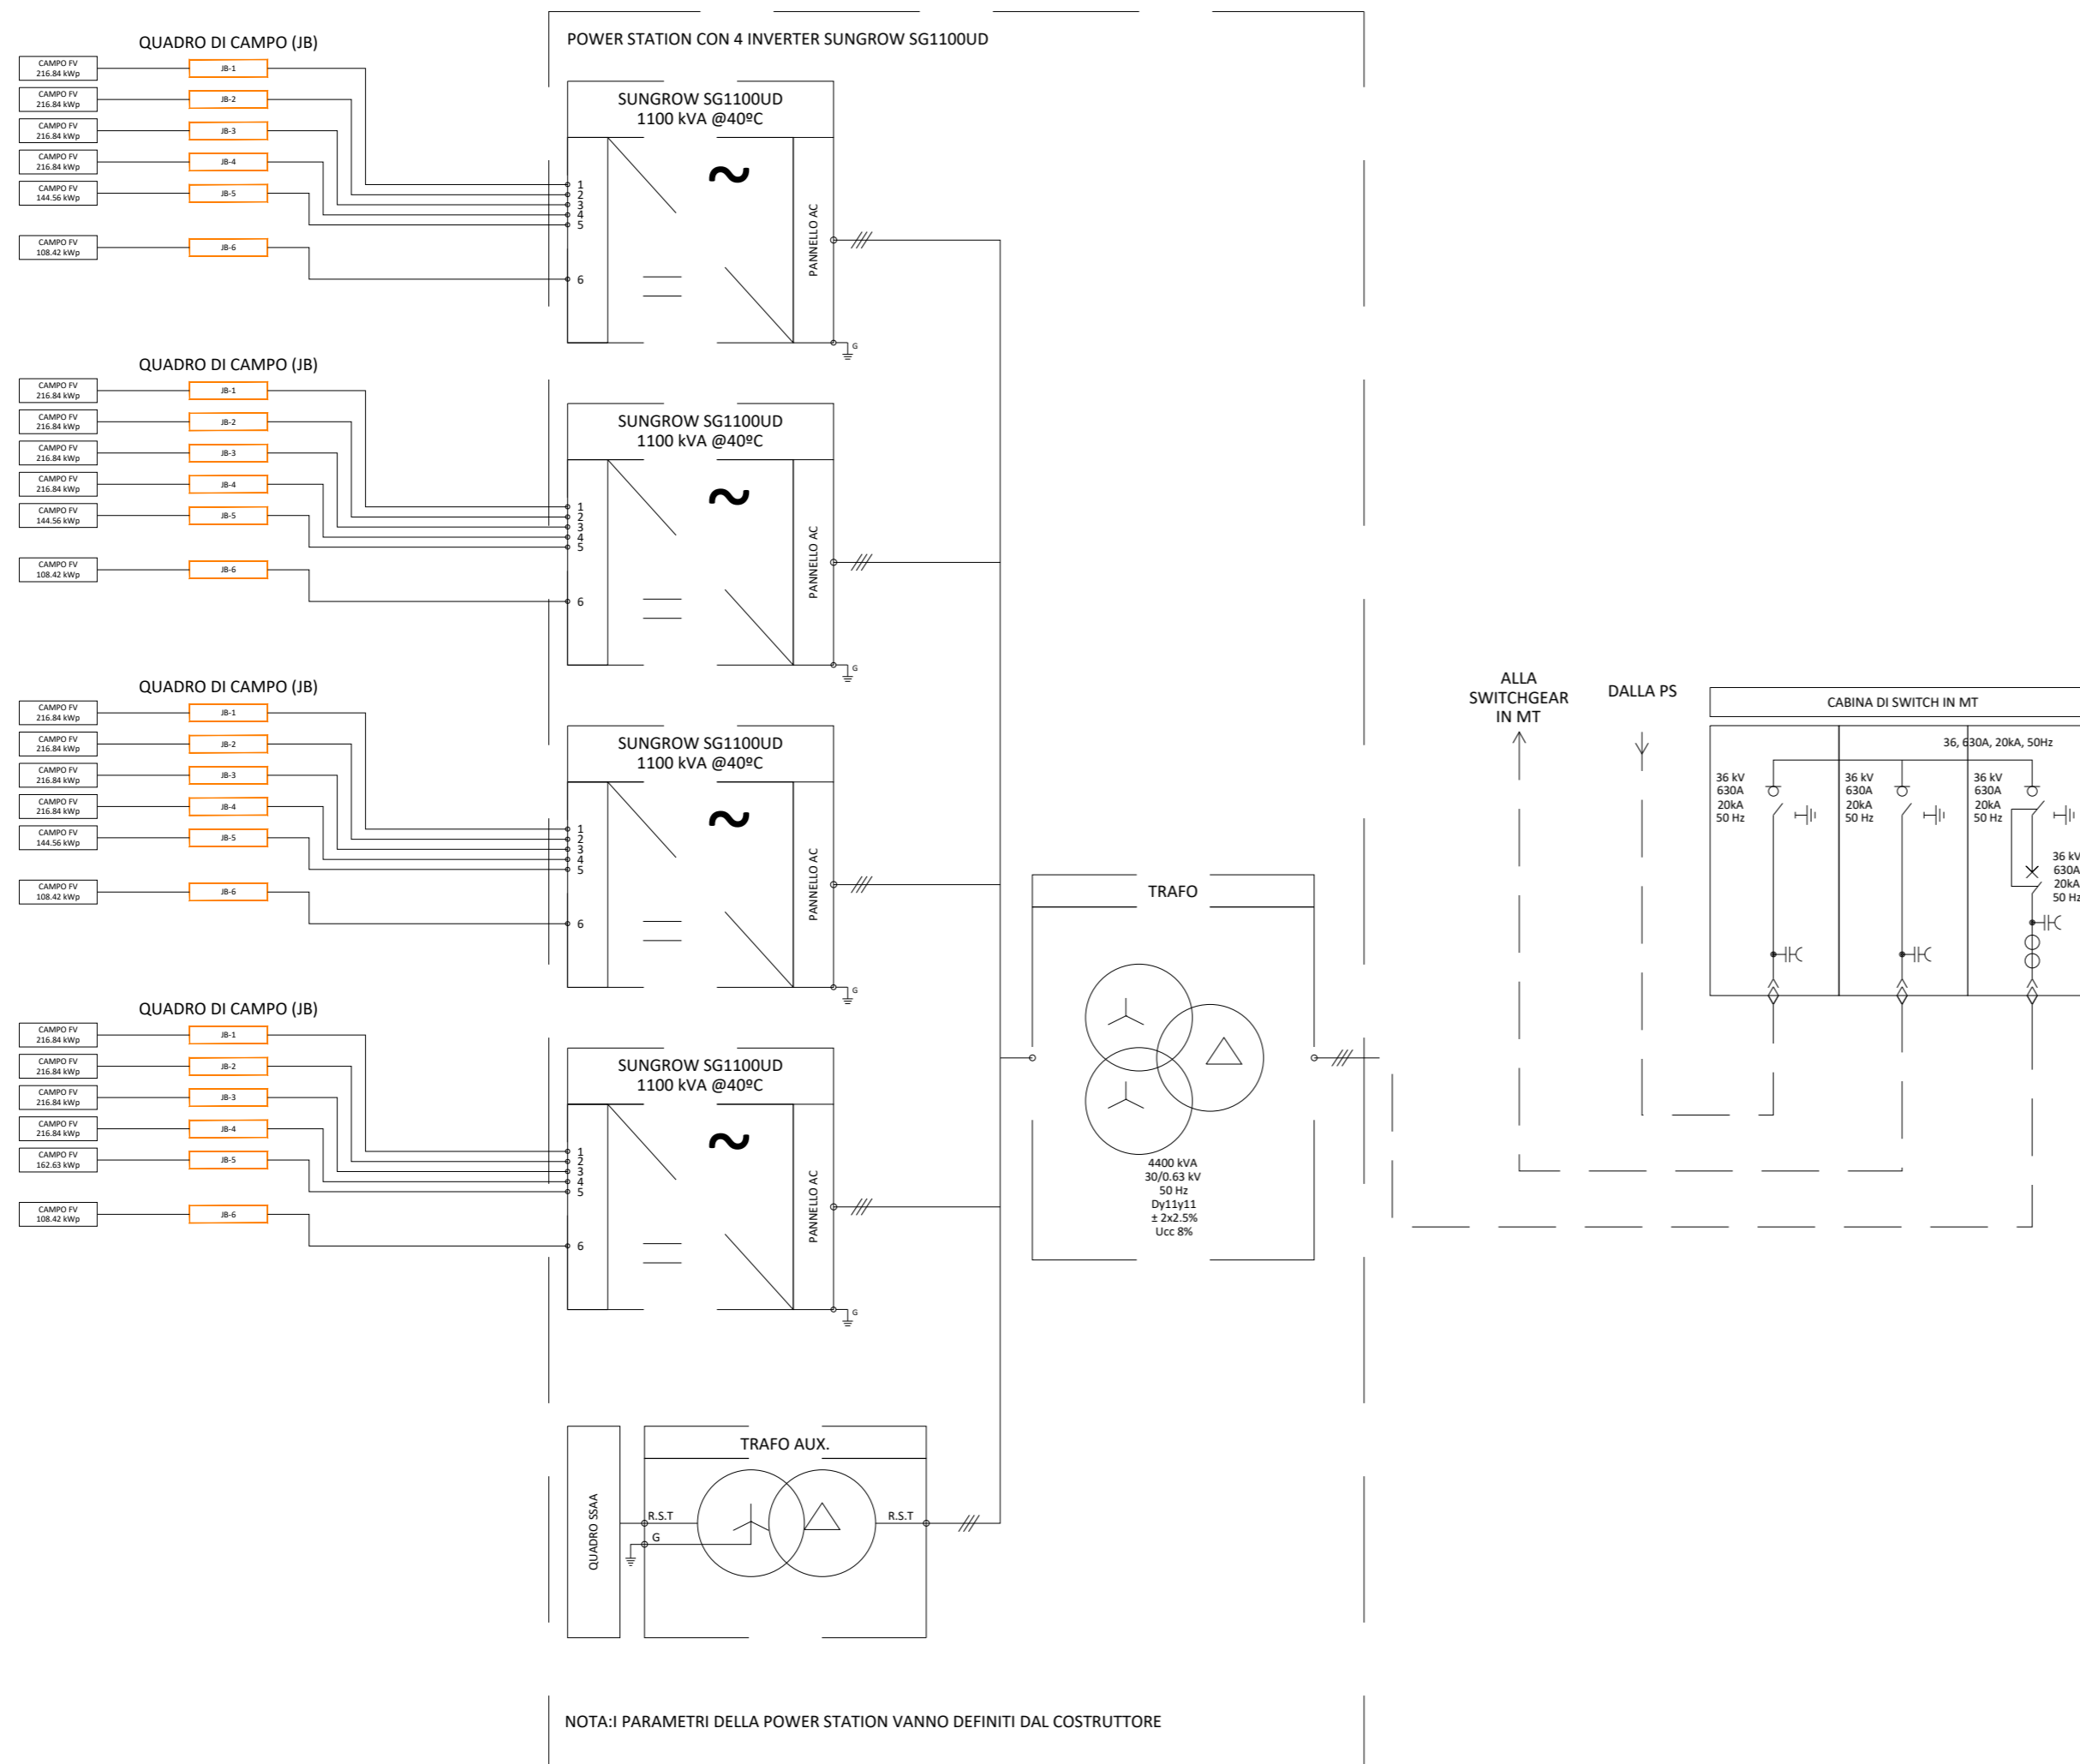 POWER STATION CON 4 INVERTER SUNGROW SG1100UD
QUADRO DI CAMPO (JB)
CAMPO FV
216.84 kWp
JB-1
CAMPO FV
216.84 kWp
JB-2
CAMPO FV
216.84 kWp
JB-3
CAMPO FV
216.84 kWp
JB-4
CAMPO FV
144.56 kWp
JB-5
CAMPO FV
108.42 kWp
JB-6
SUNGROW SG1100UD
1100 kVA @40ºC
1
2
3
4
5
6
~
PANNELLO AC
G
QUADRO DI CAMPO (JB)
CAMPO FV
216.84 kWp
JB-1
CAMPO FV
216.84 kWp
JB-2
CAMPO FV
216.84 kWp
JB-3
CAMPO FV
216.84 kWp
JB-4
CAMPO FV
144.56 kWp
JB-5
CAMPO FV
108.42 kWp
JB-6
SUNGROW SG1100UD
1100 kVA @40ºC
1
2
3
4
5
6
~
PANNELLO AC
G
QUADRO DI CAMPO (JB)
CAMPO FV
216.84 kWp
JB-1
CAMPO FV
216.84 kWp
JB-2
CAMPO FV
216.84 kWp
JB-3
CAMPO FV
216.84 kWp
JB-4
CAMPO FV
144.56 kWp
JB-5
CAMPO FV
108.42 kWp
JB-6
SUNGROW SG1100UD
1100 kVA @40ºC
1
2
3
4
5
6
~
PANNELLO AC
G
QUADRO DI CAMPO (JB)
CAMPO FV
216.84 kWp
JB-1
CAMPO FV
216.84 kWp
JB-2
CAMPO FV
216.84 kWp
JB-3
CAMPO FV
216.84 kWp
JB-4
CAMPO FV
162.63 kWp
JB-5
CAMPO FV
108.42 kWp
JB-6
SUNGROW SG1100UD
1100 kVA @40ºC
1
2
3
4
5
6
~
PANNELLO AC
G
TRAFO
4400 kVA
30/0.63 kV
50 Hz
Dy11y11
± 2x2.5%
Ucc 8%
ALLA
SWITCHGEAR
IN MT
DALLA PS
CABINA DI SWITCH IN MT
36, 630A, 20kA, 50Hz
36 kV
630A
20kA
50 Hz
36 kV
630A
20kA
50 Hz
36 kV
630A
20kA
50 Hz
36 kV
630A
20kA
50 Hz
QUADRO SSAA
TRAFO AUX.
R.S.T
G
R.S.T
NOTA:I PARAMETRI DELLA POWER STATION VANNO DEFINITI DAL COSTRUTTORE